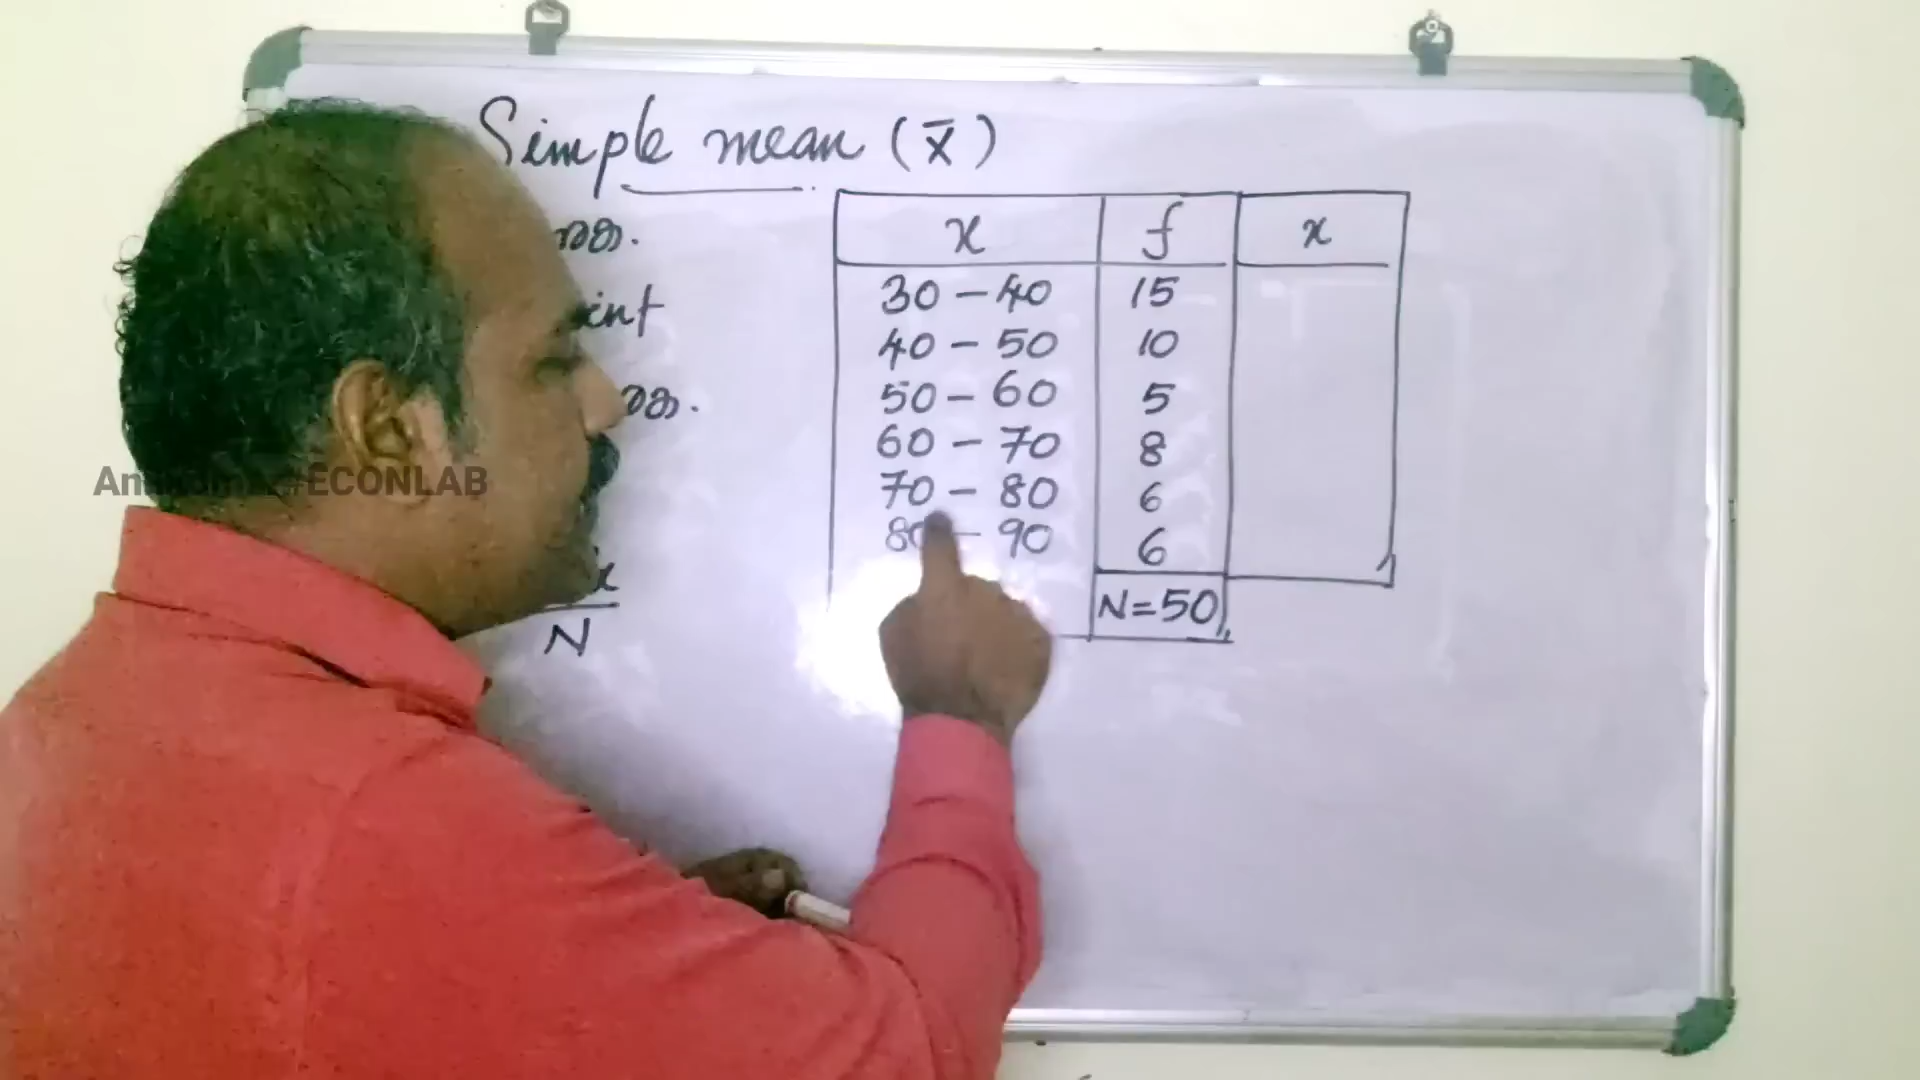 Simple mean (x̄)
x f x
30 – 40 15
40 – 50 10
50 – 60 5
60 – 70 8
70 – 80 6
80 – 90 6
N=50
x
N
ECONLAB